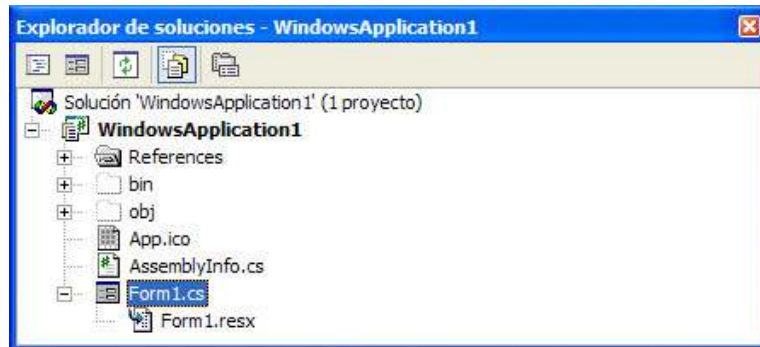 Explorador de soluciones - WindowsApplication1
Solución 'WindowsApplication1' (1 proyecto)
WindowsApplication1
References
bin
obj
App.ico
AssemblyInfo.cs
Form1.cs
Form1.resx